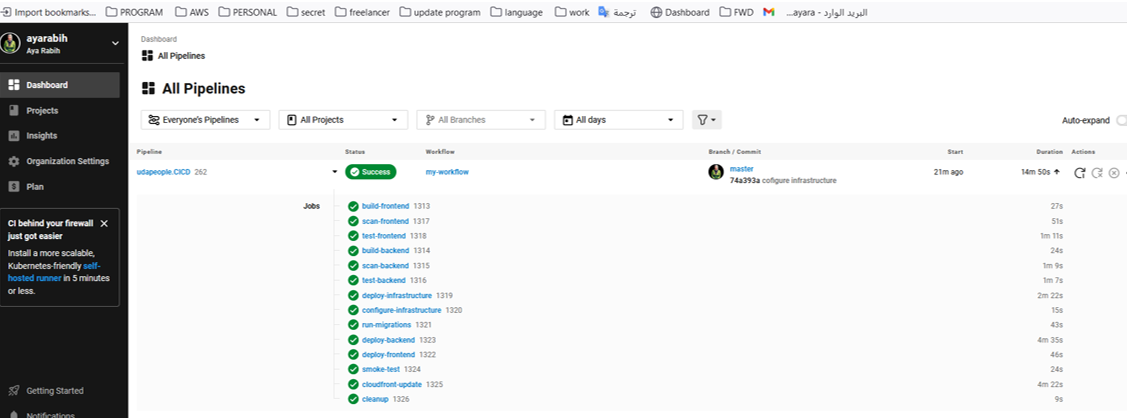 Import bookmarks... PROGRAM AWS PERSONAL secret freelancer update program language work ترجمة Dashboard FWD البريد الوارد - ayara...
ayarabih
Aya Rabih
Dashboard
Projects
Insights
Organization Settings
Plan
CI behind your firewall
just got easier
Install a more scalable,
Kubernetes-friendly self-
hosted runner in 5 minutes
or less.
Getting Started
Notifications
Dashboard
All Pipelines
All Pipelines
Everyone's Pipelines All Projects All Branches All days Auto-expand
Pipeline Status Workflow Branch / Commit Start Duration Actions
udapeople.CICD 262 Success my-workflow master 21m ago 14m 50s
74a393a cofigure infrastructure
Jobs build-frontend 1313 27s
scan-frontend 1317 51s
test-frontend 1318 1m 11s
build-backend 1314 24s
scan-backend 1315 1m 9s
test-backend 1316 1m 7s
deploy-infrastructure 1319 2m 22s
configure-infrastructure 1320 15s
run-migrations 1321 43s
deploy-backend 1323 4m 35s
deploy-frontend 1322 46s
smoke-test 1324 24s
cloudfront-update 1325 4m 22s
cleanup 1326 9s